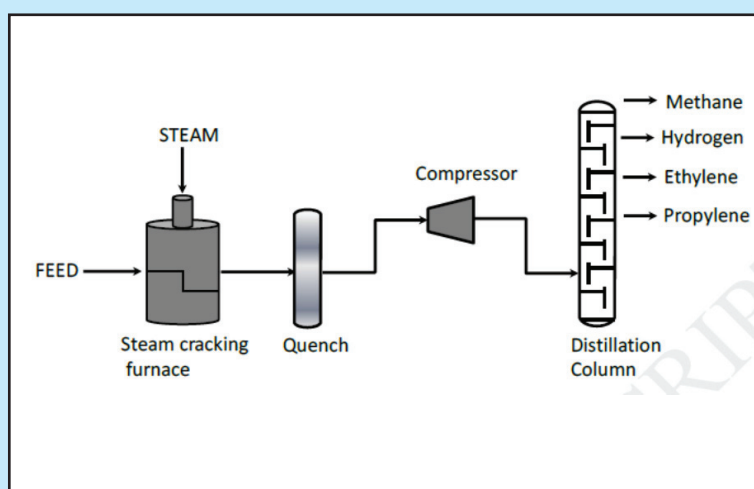 STEAM
FEED
Steam cracking
furnace
Quench
Compressor
Distillation
Column
Methane
Hydrogen
Ethylene
Propylene